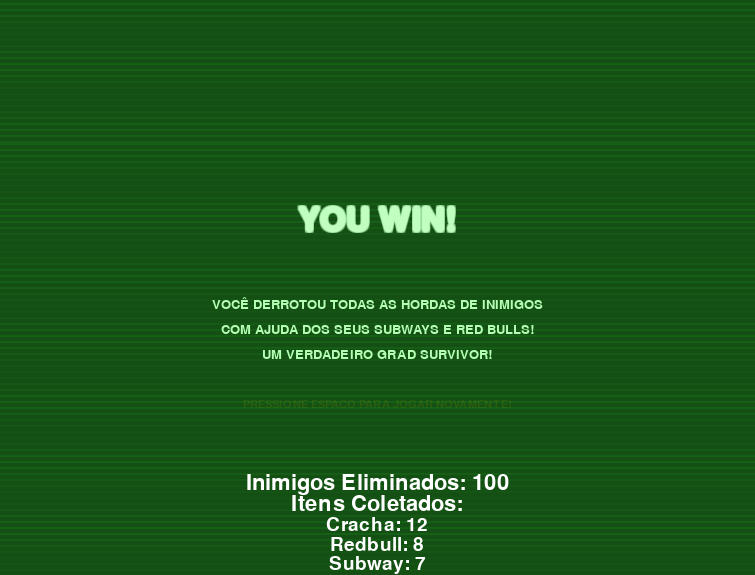 YOU WIN!
VOCÊ DERROTOU TODAS AS HORDAS DE INIMIGOS
COM AJUDA DOS SEUS SUBWAYS E RED BULLS!
UM VERDADEIRO GRAD SURVIVOR!
PRESSIONE ESPACO PARA JOGAR NOVAMENTE!
Inimigos Eliminados: 100
Itens Coletados:
Cracha: 12
Redbull: 8
Subway: 7